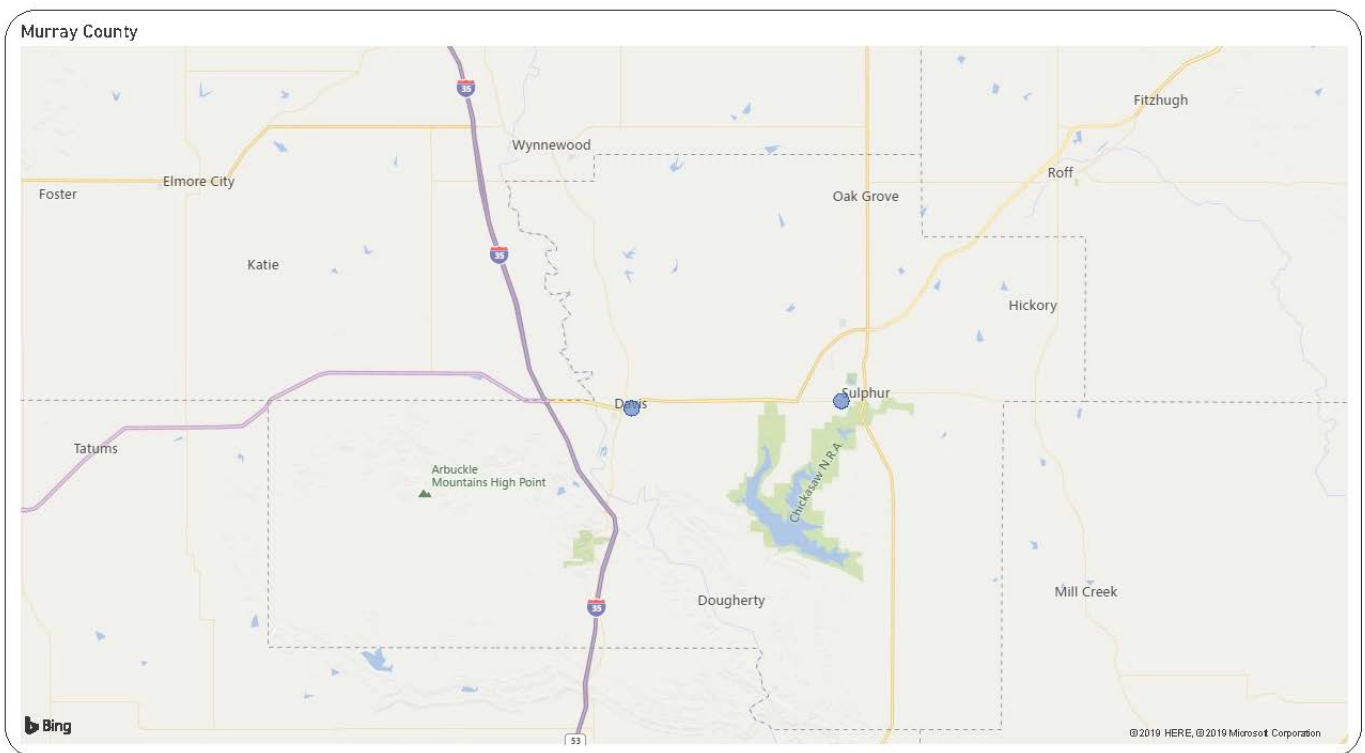 Murray County
35
Fitzhugh
Wynnewood
Roff
Elmore City
Foster
Oak Grove
35
Katie
Hickory
Davis
Sulphur
Tatums
Arbuckle
Mountains High Point
Chickasaw N.R.A.
Mill Creek
Dougherty
35
Bing
53
© 2019 HERE, © 2019 Microsoft Corporation